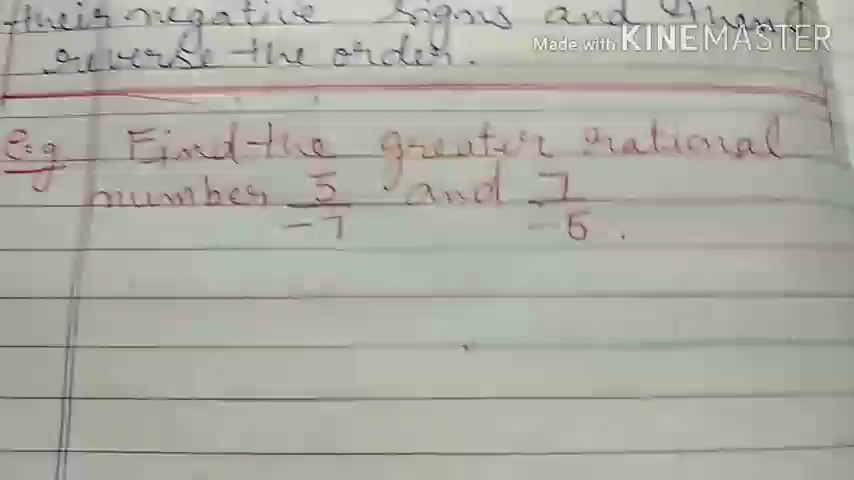 their negative signs and then
Made with KINEMASTER
reverse the order.
e.g Find the greater rational
number 5/-7 and 7/-5.